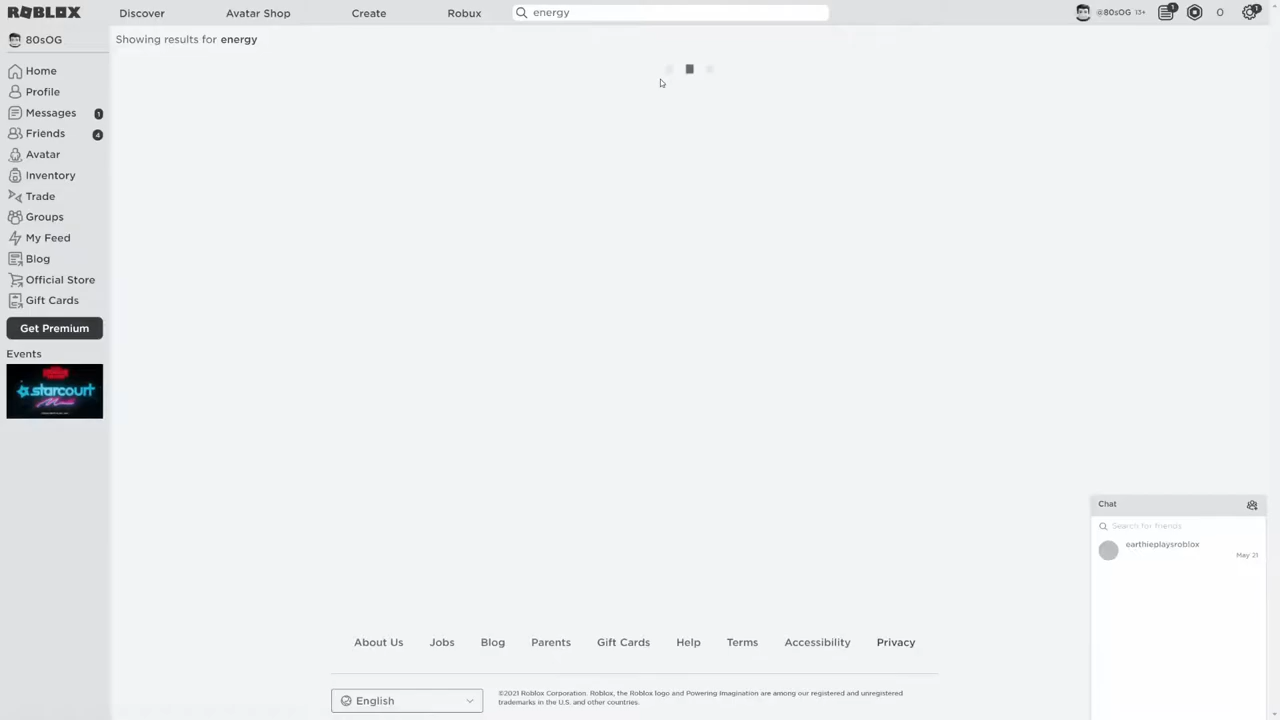 ROBLOX
Discover
Avatar Shop
Create
Robux
energy
@80sOG 13+
1
0
1
80sOG
Showing results for energy
Home
Profile
Messages 1
Friends 4
Avatar
Inventory
Trade
Groups
My Feed
Blog
Official Store
Gift Cards
Get Premium
Events
starcourt
Chat
Search for friends
earthieplaysroblox
May 21
About Us
Jobs
Blog
Parents
Gift Cards
Help
Terms
Accessibility
Privacy
English
©2021 Roblox Corporation. Roblox, the Roblox logo and Powering Imagination are among our registered and unregistered
trademarks in the U.S. and other countries.